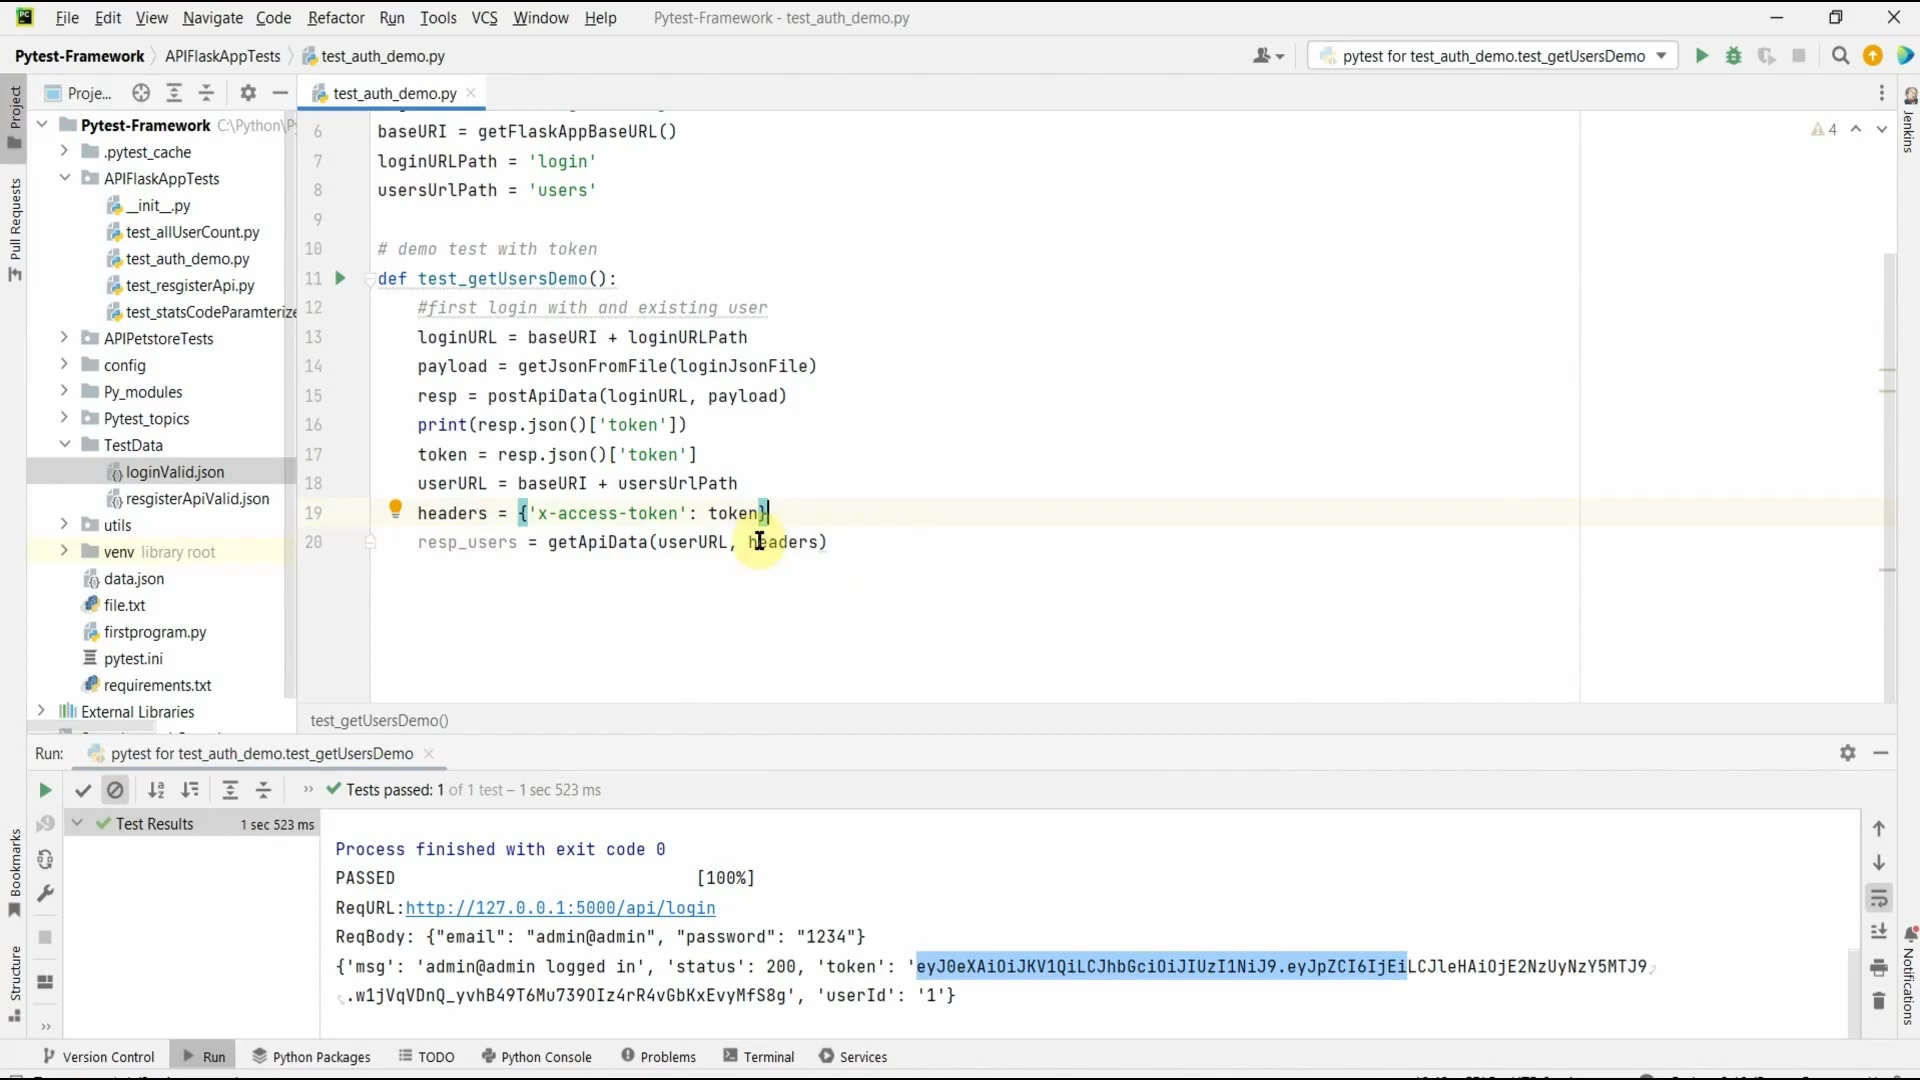 PC File Edit View Navigate Code Refactor Run Tools VCS Window Help Pytest-Framework - test_auth_demo.py
Pytest-Framework APIFlaskAppTests test_auth_demo.py pytest for test_auth_demo.test_getUsersDemo
Proje... test_auth_demo.py
Project
Pull Requests
Bookmarks
Structure
Jenkins
Notifications
Pytest-Framework C:\Python\P
.pytest_cache
APIFlaskAppTests
__init__.py
test_allUserCount.py
test_auth_demo.py
test_resgisterApi.py
test_statsCodeParamterize
APIPetstoreTests
config
Py_modules
Pytest_topics
TestData
loginValid.json
resgisterApiValid.json
utils
venv library root
data.json
file.txt
firstprogram.py
pytest.ini
requirements.txt
External Libraries
4
6 baseURI = getFlaskAppBaseURL()
7 loginURLPath = 'login'
8 usersUrlPath = 'users'
9
10 # demo test with token
11 def test_getUsersDemo():
12 #first login with and existing user
13 loginURL = baseURI + loginURLPath
14 payload = getJsonFromFile(loginJsonFile)
15 resp = postApiData(loginURL, payload)
16 print(resp.json()['token'])
17 token = resp.json()['token']
18 userURL = baseURI + usersUrlPath
19 headers = {'x-access-token': token}
20 resp_users = getApiData(userURL, headers)
test_getUsersDemo()
Run: pytest for test_auth_demo.test_getUsersDemo
Tests passed: 1 of 1 test – 1 sec 523 ms
Test Results 1 sec 523 ms
Process finished with exit code 0
PASSED [100%]
ReqURL:http://127.0.0.1:5000/api/login
ReqBody: {"email": "admin@admin", "password": "1234"}
{'msg': 'admin@admin logged in', 'status': 200, 'token': 'eyJ0eXAiOiJKV1QiLCJhbGciOiJIUzI1NiJ9.eyJpZCI6IjEiLCJleHAiOjE2NzUyNzY5MTJ9
.w1jVqVDnQ_yvhB49T6Mu739OIz4rR4vGbKxEvyMfS8g', 'userId': '1'}
Version Control Run Python Packages TODO Python Console Problems Terminal Services